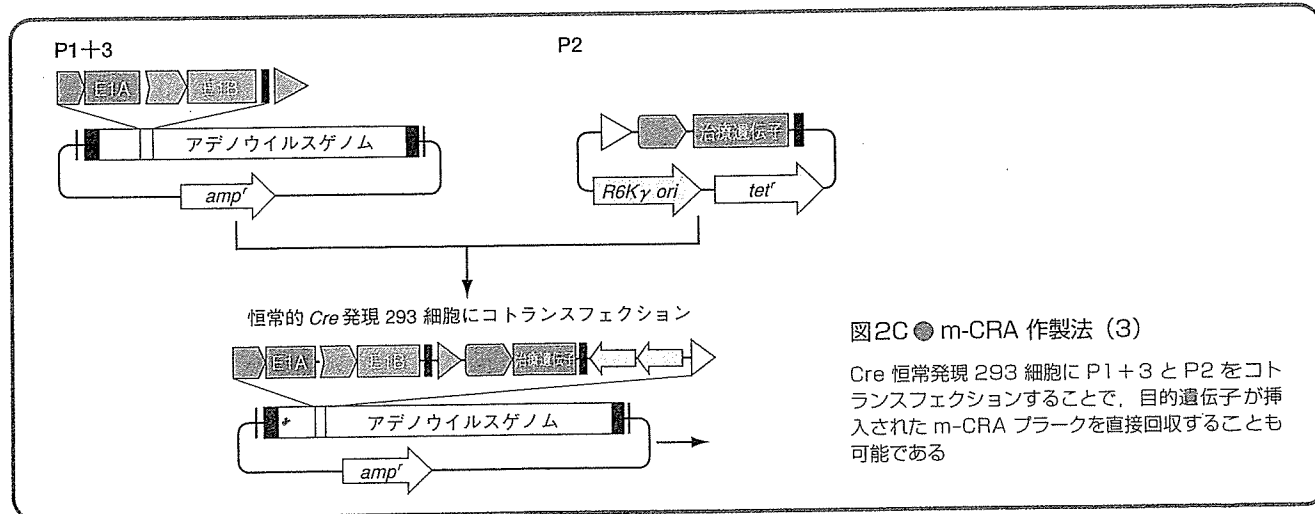 P1＋3
P2
E1A
E1B
アデノウイルスゲノム
amp^r
治療遺伝子
R6Kγ ori
tet^r
恒常的 Cre 発現 293 細胞にコトランスフェクション
E1A
E1B
治療遺伝子
アデノウイルスゲノム
amp^r
図2C ● m-CRA 作製法（3）
Cre 恒常発現 293 細胞に P1＋3 と P2 をコト
ランスフェクションすることで，目的遺伝子が挿
入された m-CRA プラークを直接回収することも
可能である